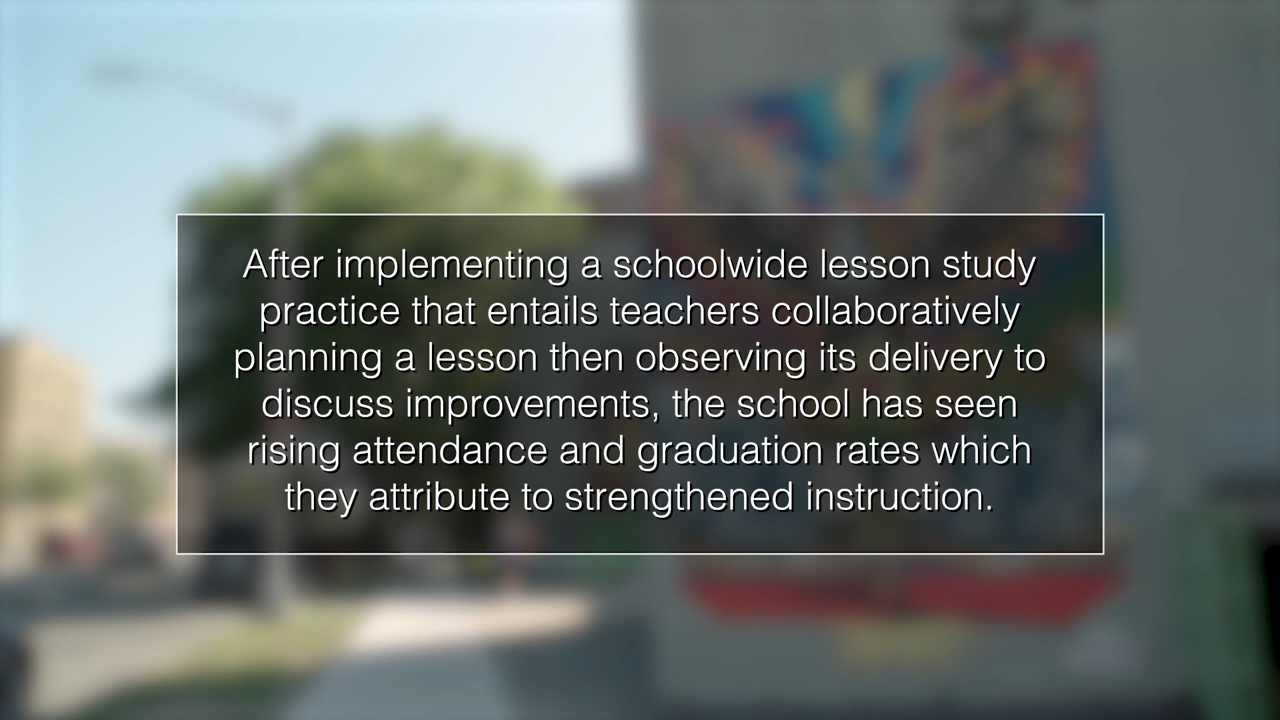 After implementing a schoolwide lesson study
practice that entails teachers collaboratively
planning a lesson then observing its delivery to
discuss improvements, the school has seen
rising attendance and graduation rates which
they attribute to strengthened instruction.